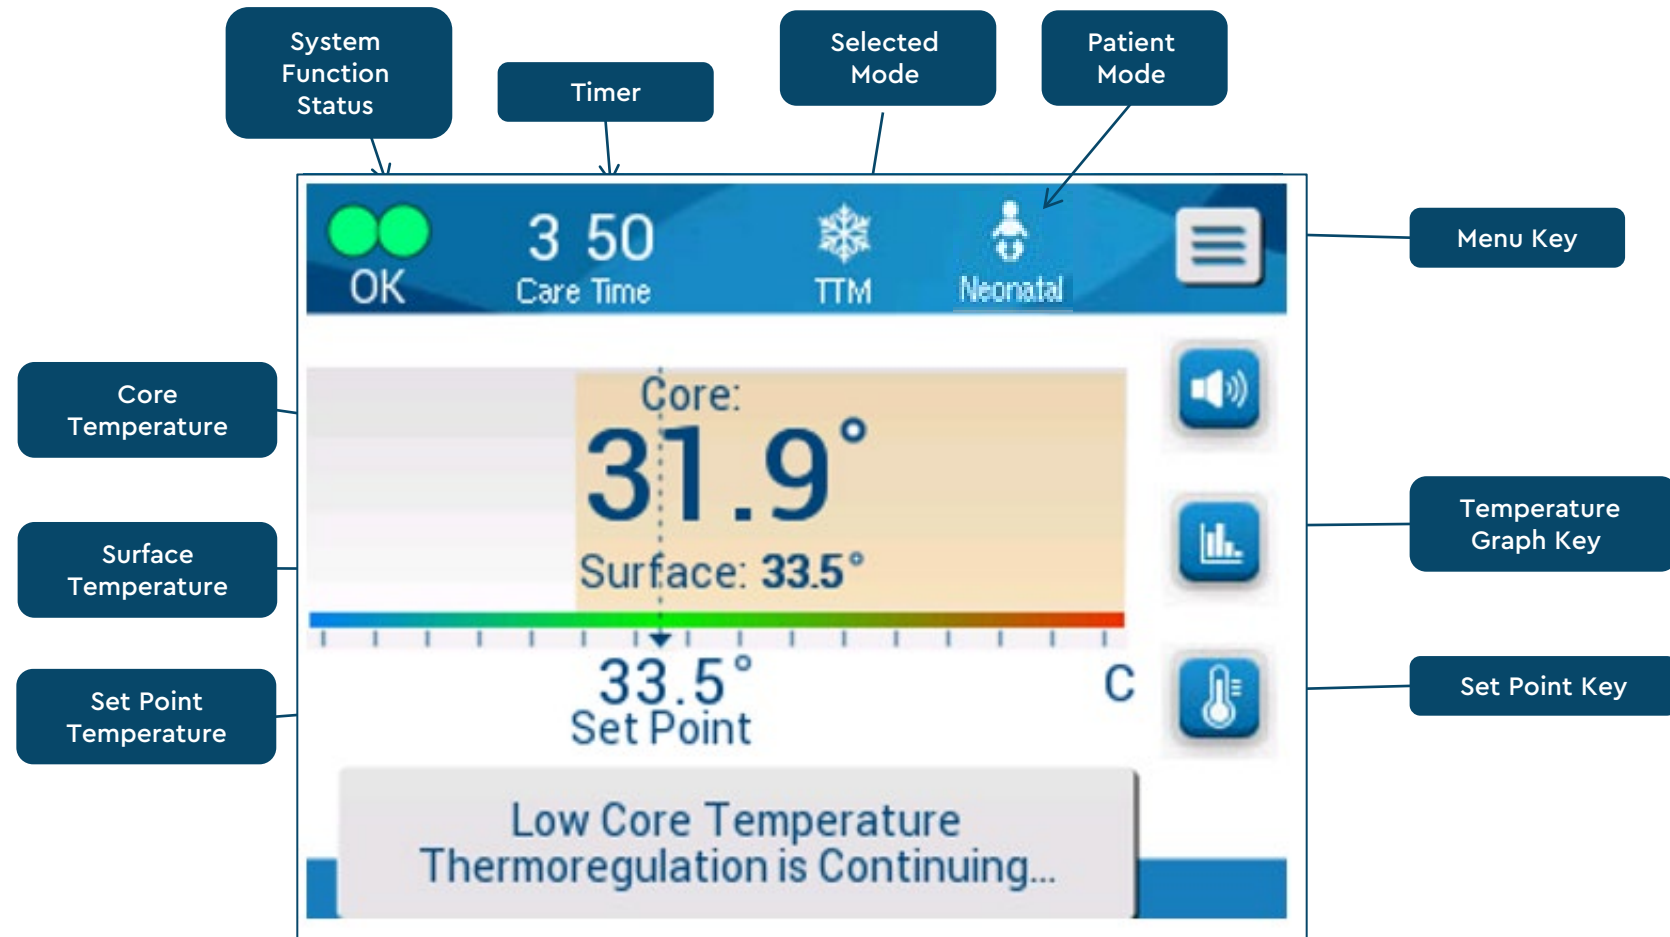 System
Function
Status
Timer
Selected
Mode
Patient
Mode
OK
3 50
Care Time
TTM
Neonatal
Menu Key
Core
Temperature
Core:
31.9°
Surface
Temperature
Surface: 33.5°
Temperature
Graph Key
Set Point
Temperature
33.5°
Set Point
C
Set Point Key
Low Core Temperature
Thermoregulation is Continuing...